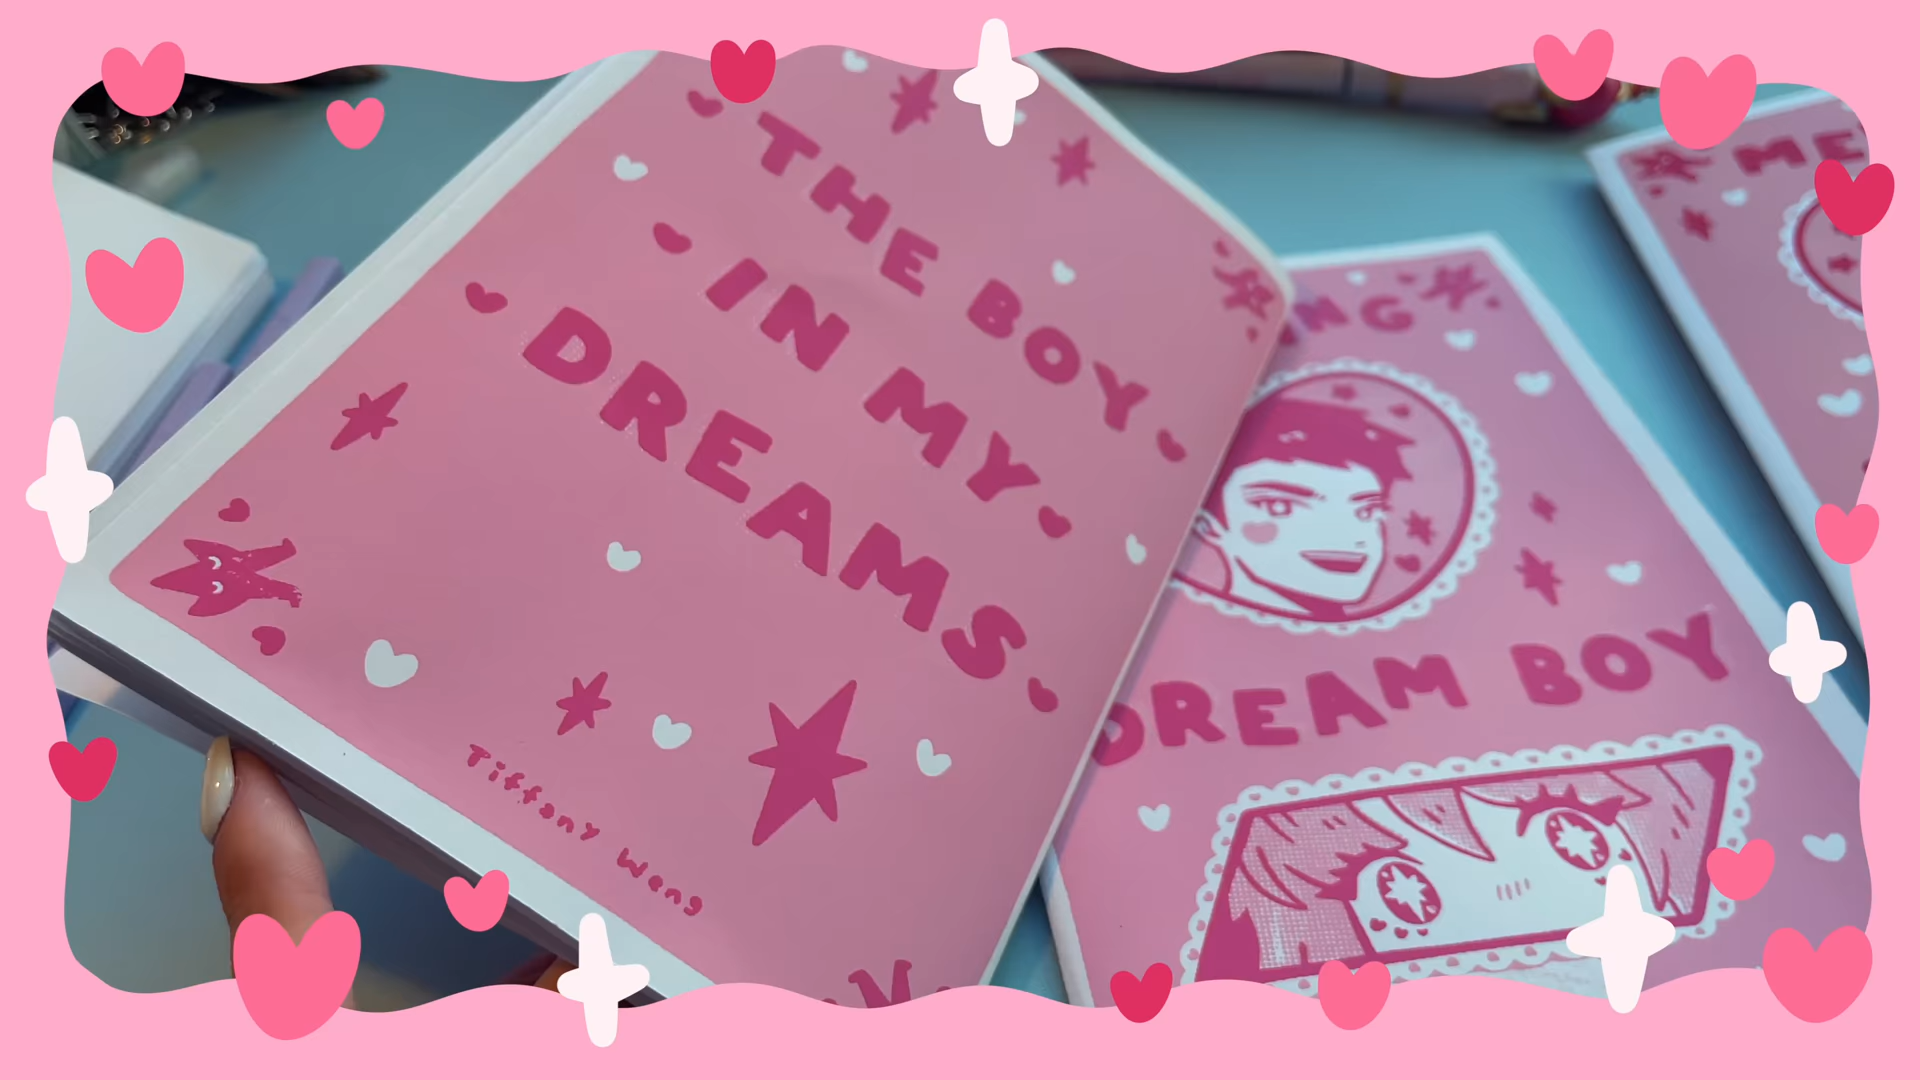 THE BOY
IN MY
DREAMS
Tiffany Weng
DREAM BOY